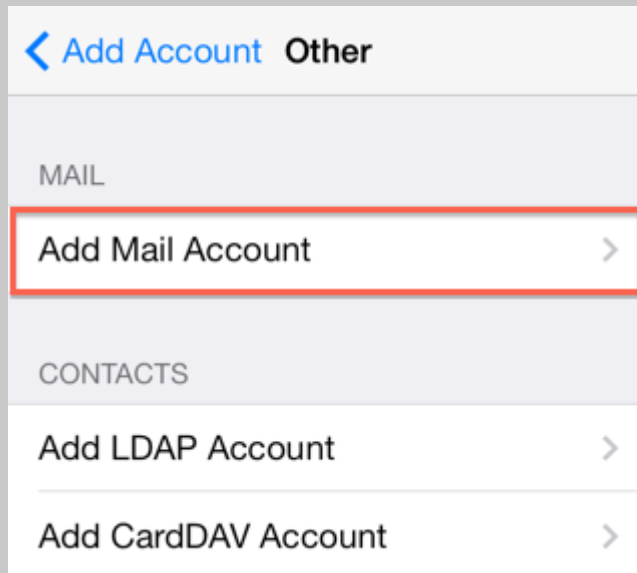 Add Account Other
MAIL
Add Mail Account
CONTACTS
Add LDAP Account
Add CardDAV Account